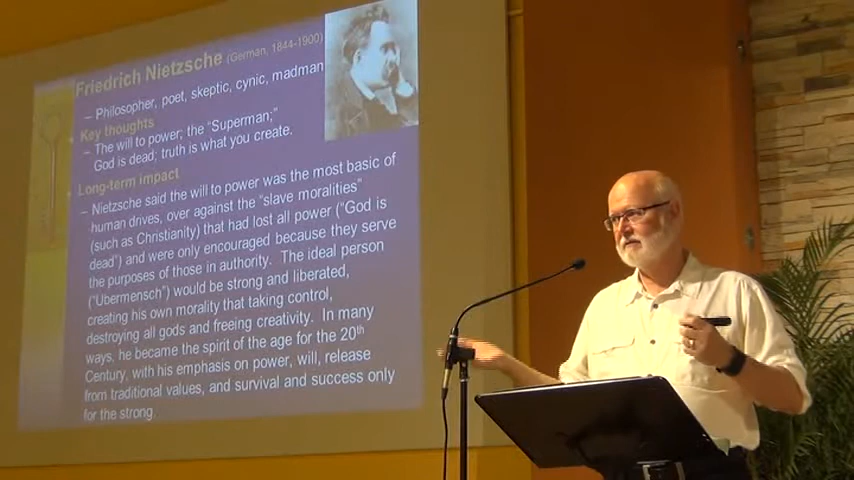 Friedrich Nietzsche (German, 1844-1900)
– Philosopher, poet, skeptic, cynic, madman
Key thoughts
– The will to power; the “Superman;”
God is dead; truth is what you create.
Long-term impact
– Nietzsche said the will to power was the most basic of
human drives, over against the “slave moralities”
(such as Christianity) that had lost all power (“God is
dead”) and were only encouraged because they serve
the purposes of those in authority. The ideal person
(“Ubermensch”) would be strong and liberated,
creating his own morality that taking control,
destroying all gods and freeing creativity. In many
ways, he became the spirit of the age for the 20th
Century, with his emphasis on power, will, release
from traditional values, and survival and success only
for the strong.